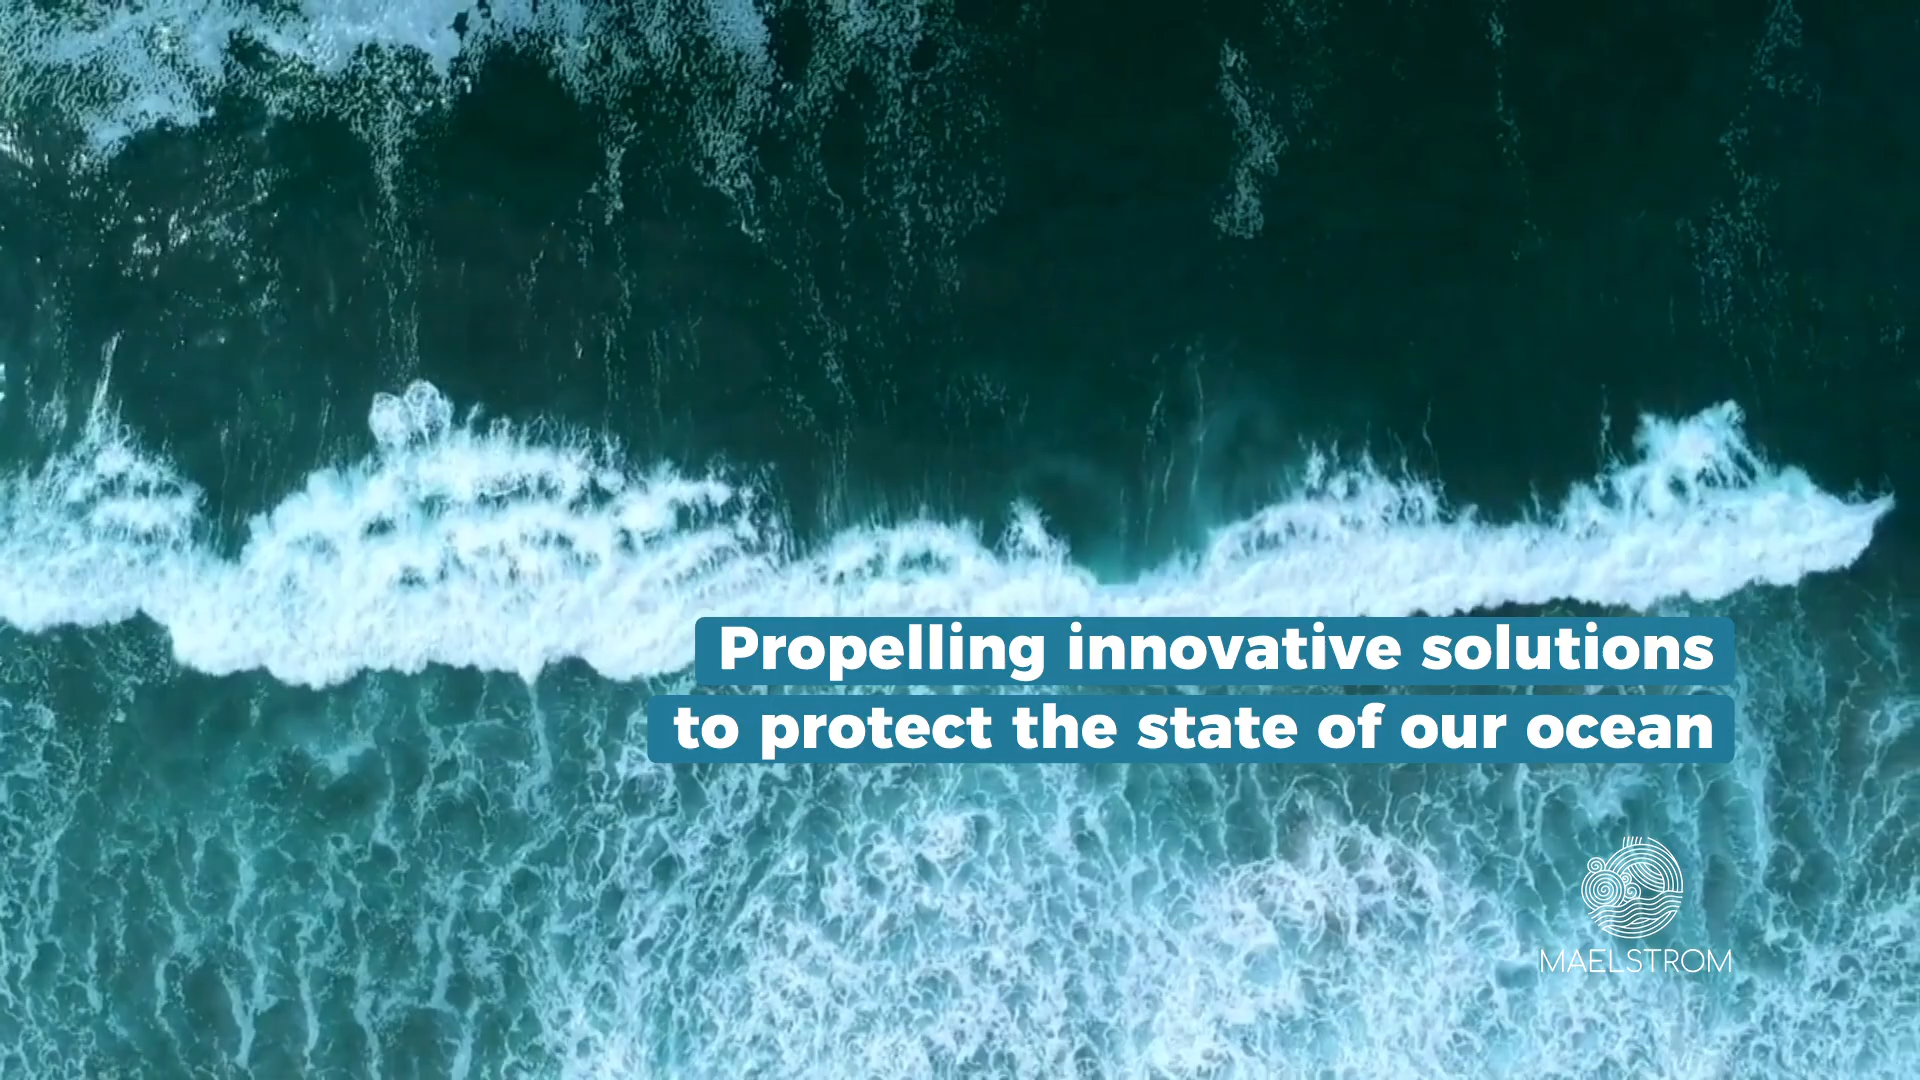 Propelling innovative solutions
to protect the state of our ocean
MAELSTROM